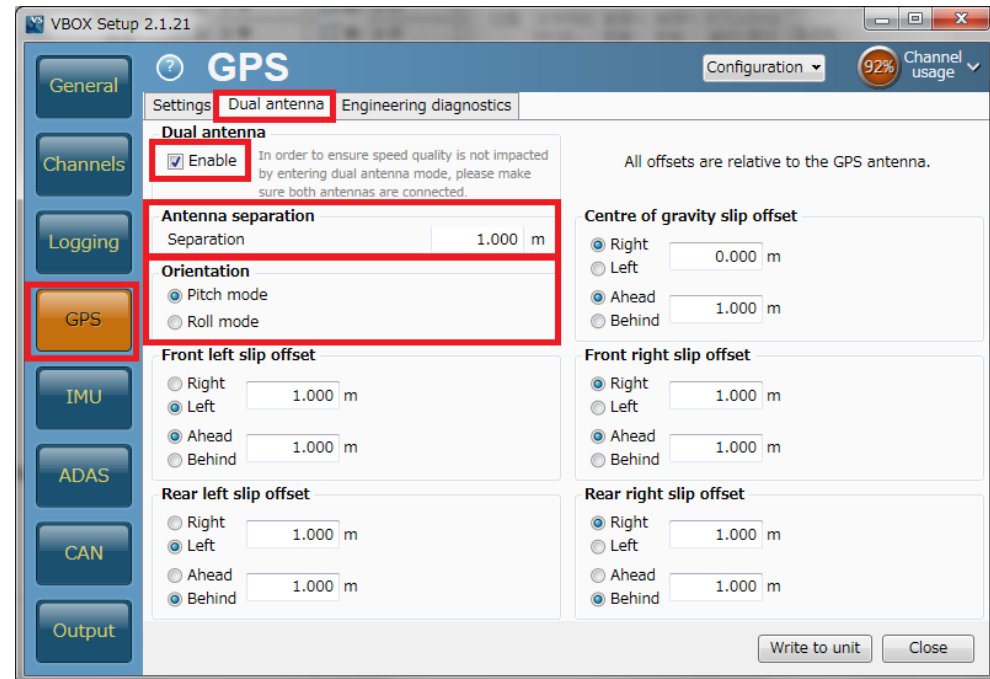 VBOX Setup 2.1.21
GPS
Configuration
92%
Channel
usage
General
Channels
Logging
GPS
IMU
ADAS
CAN
Output
Settings
Dual antenna
Engineering diagnostics
Dual antenna
Enable
In order to ensure speed quality is not impacted
by entering dual antenna mode, please make
sure both antennas are connected.
All offsets are relative to the GPS antenna.
Antenna separation
Separation 1.000 m
Orientation
Pitch mode
Roll mode
Centre of gravity slip offset
Right
Left
0.000 m
Ahead
Behind
1.000 m
Front left slip offset
Right
Left
1.000 m
Ahead
Behind
1.000 m
Front right slip offset
Right
Left
1.000 m
Ahead
Behind
1.000 m
Rear left slip offset
Right
Left
1.000 m
Ahead
Behind
1.000 m
Rear right slip offset
Right
Left
1.000 m
Ahead
Behind
1.000 m
Write to unit
Close